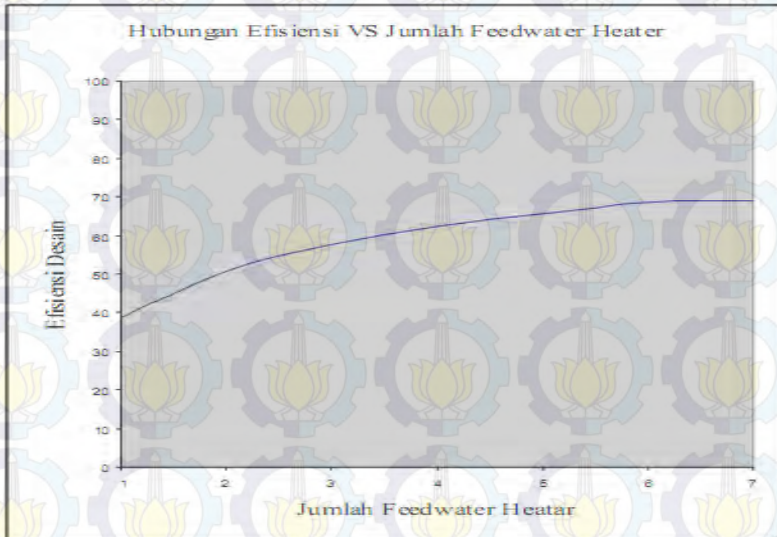 Hubungan Efisiensi VS Jumlah Feedwater Heater
100
90
80
70
60
50
40
30
20
10
0
Efisiensi Desain
1 2 3 4 5 6 7
Jumlah Feedwater Heatar